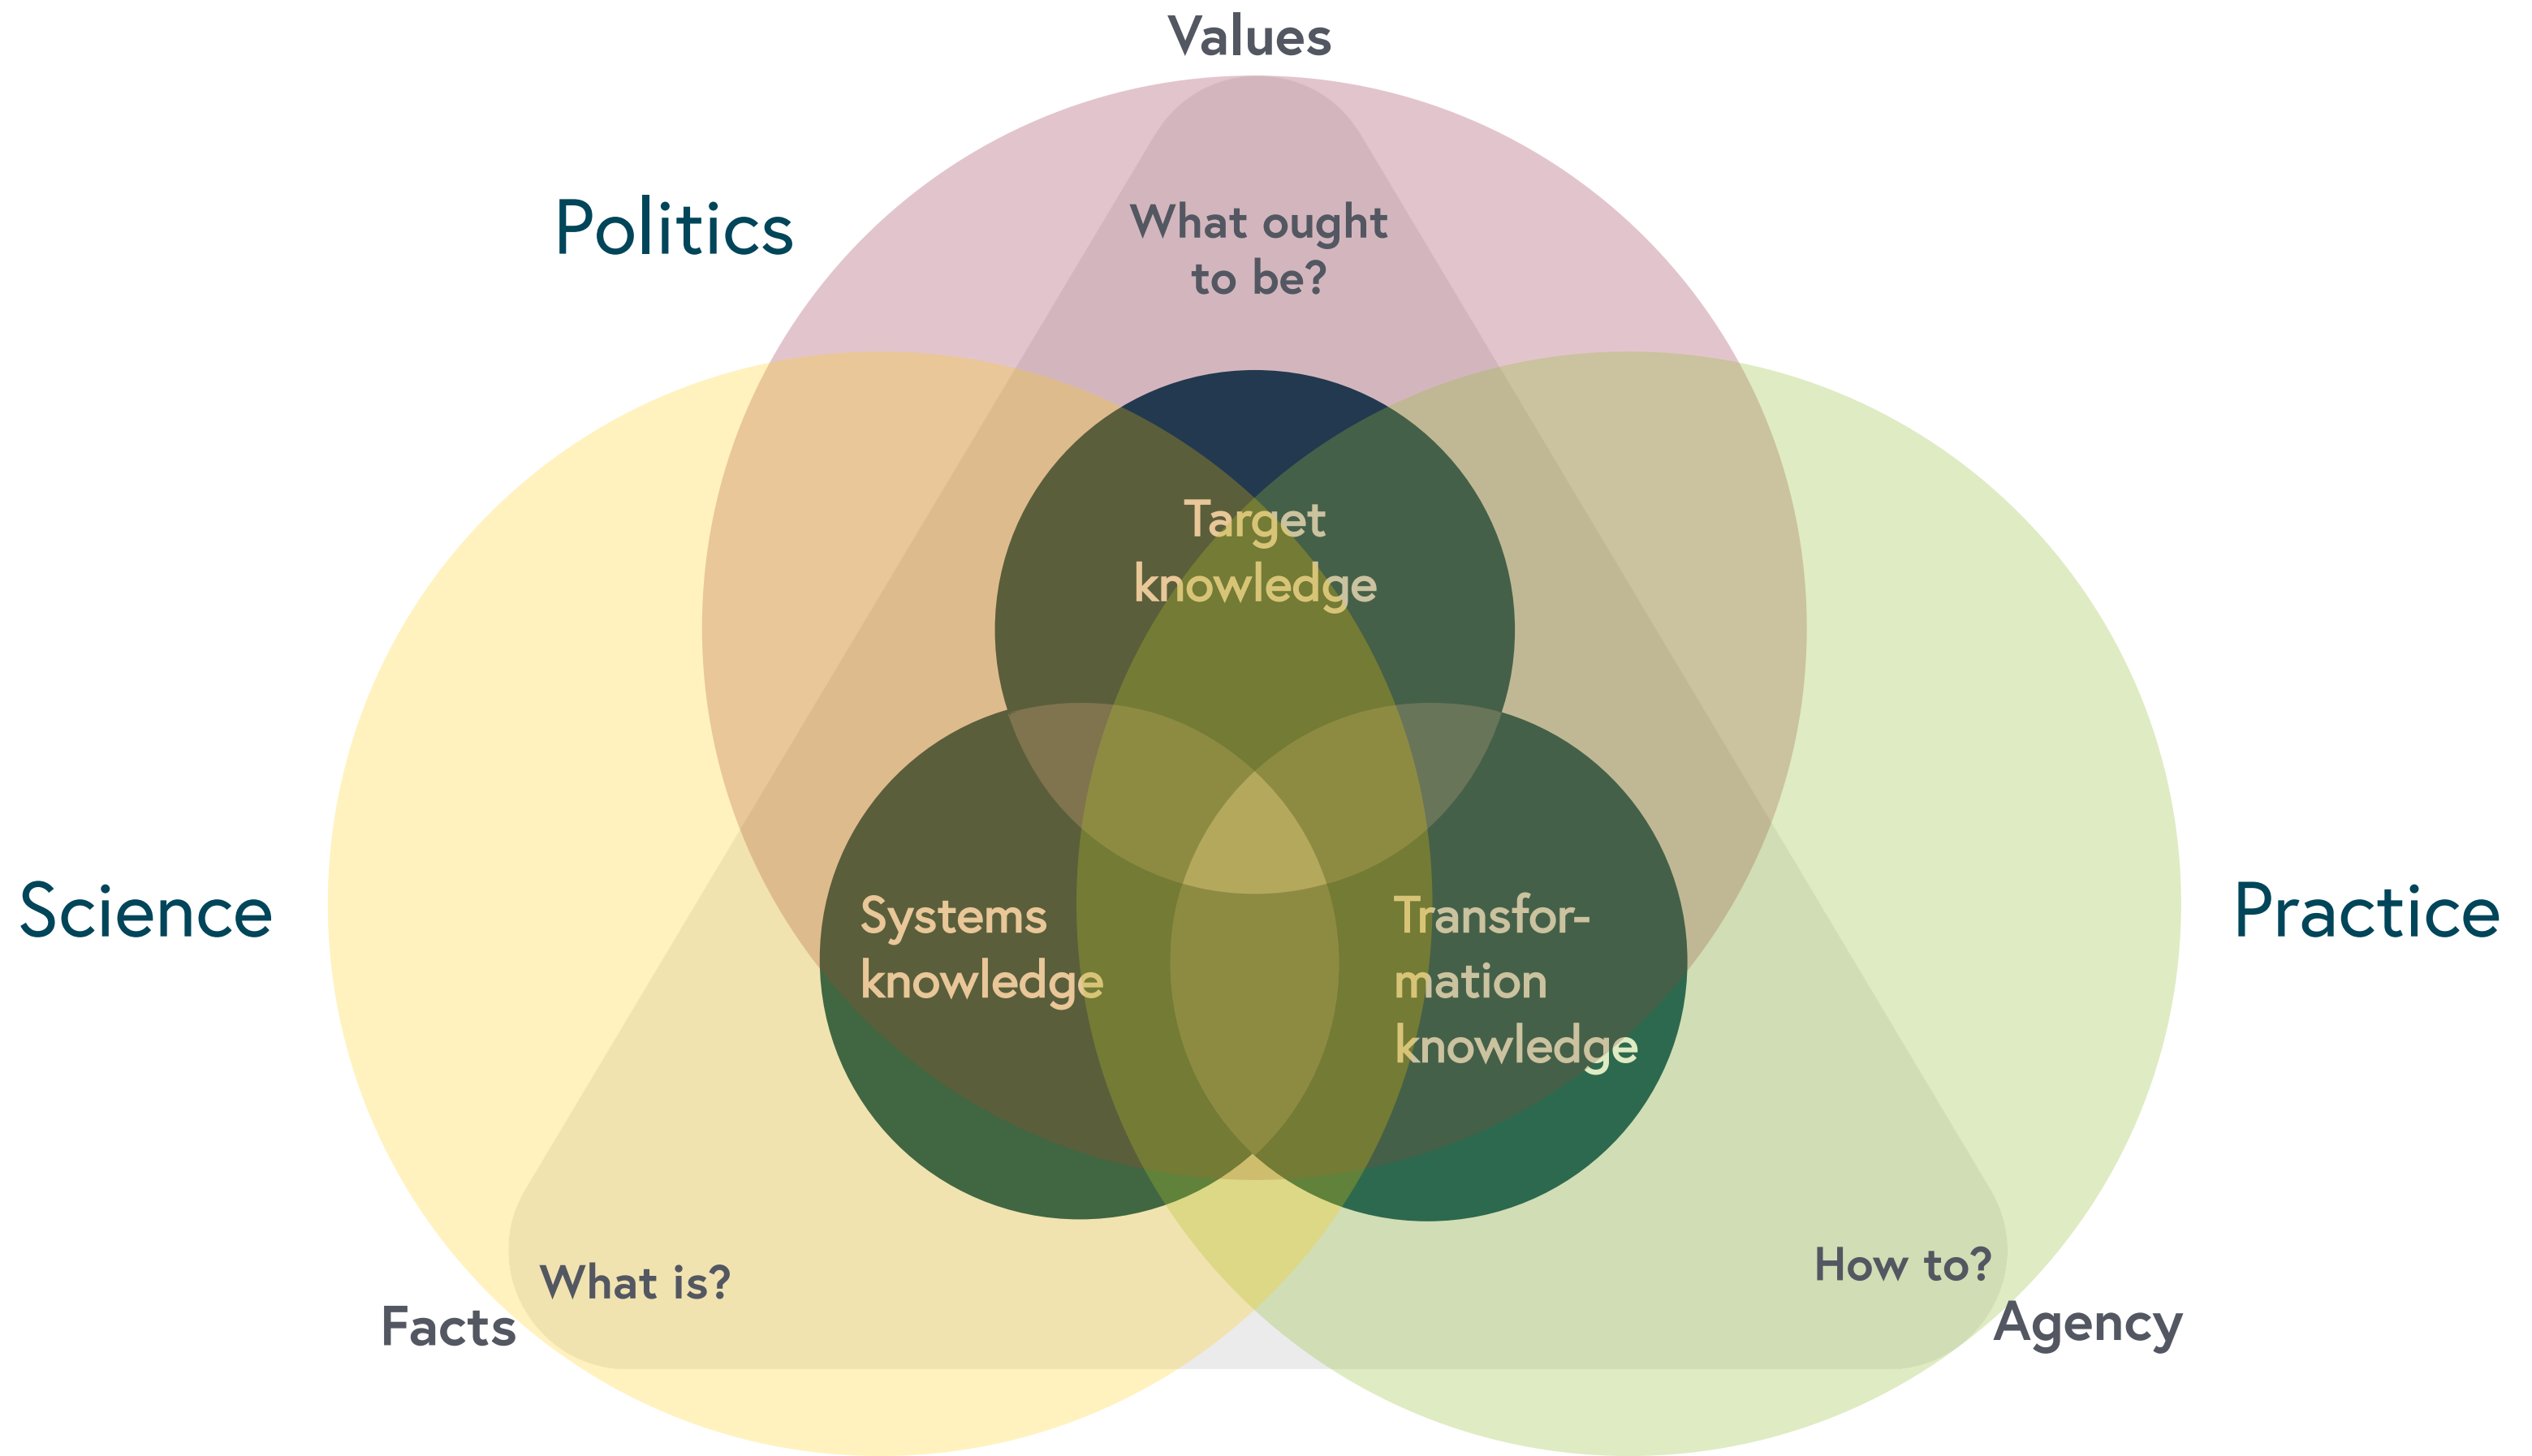 Values
Politics
What ought
to be?
Target
knowledge
Science
Systems
knowledge
Transfor-
mation
knowledge
Practice
What is?
Facts
How to?
Agency